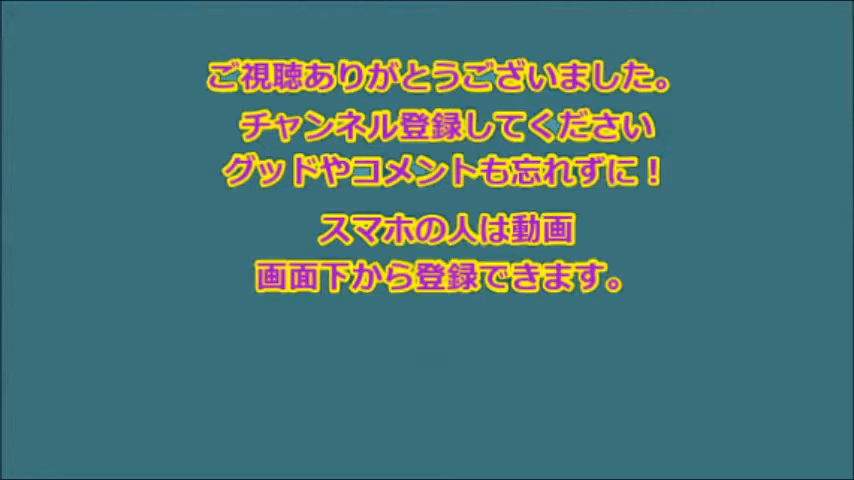 ご視聴ありがとうございました。
チャンネル登録してください
グッドやコメントも忘れずに！
スマホの人は動画
画面下から登録できます。